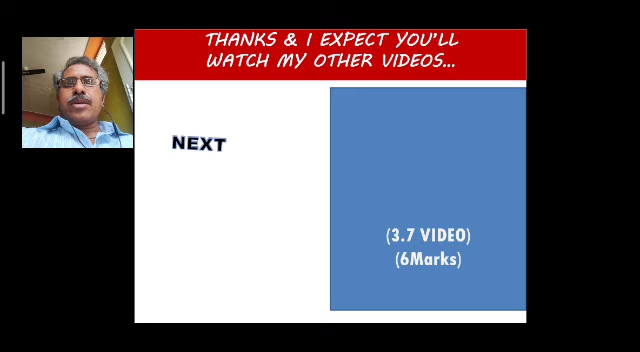 THANKS & I EXPECT YOU'LL
WATCH MY OTHER VIDEOS...
NEXT
(3.7 VIDEO)
(6Marks)